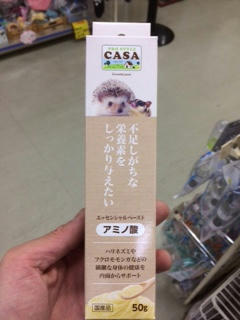 PRO STYLE
CASA
不足しがちな
栄養素を
しっかり与えたい
エッセンシャルペースト
アミノ酸
ハリネズミや
フクロモモンガなどの
繊細な身体の健康を
内面からサポート
国産品
50g